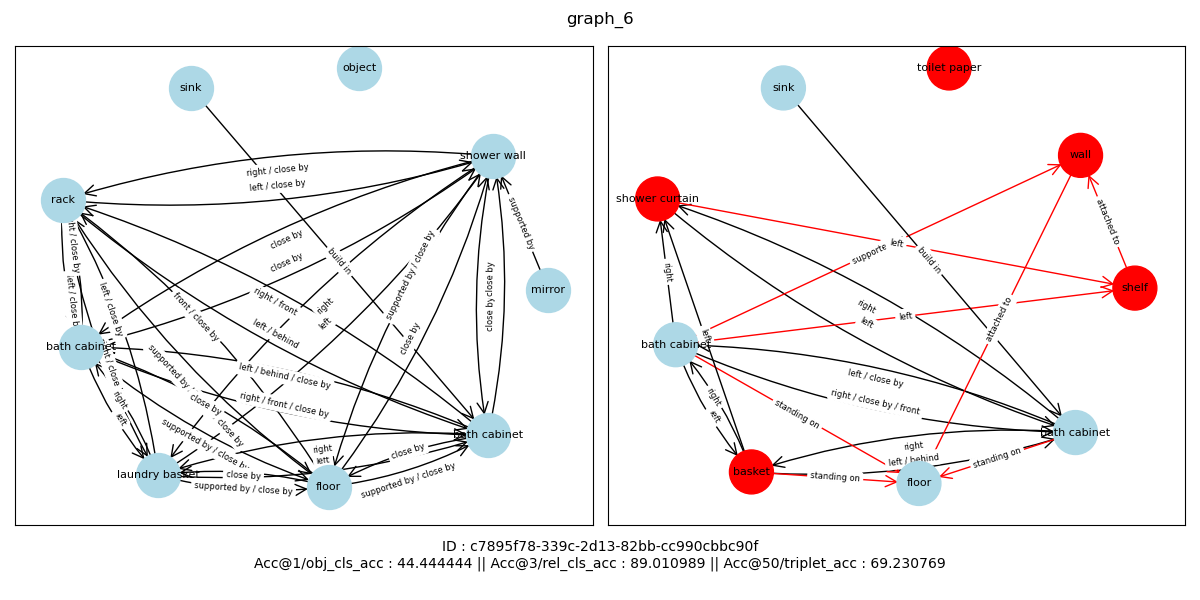 graph_6
object
sink
shower wall
rack
mirror
bath cabinet
bath cabinet
laundry basket
floor
right / close by
left / close by
close by
close by
build in
supported by
supported by / close by
close by
close by
close by
right / front
left / behind
right
left
front / close by
left / close by
left / behind / close by
right / front / close by
supported by
close by
close by
supported by / close by
right
left
right
left
close by
close by
supported by / close by
supported by / close by
toilet paper
sink
wall
shower curtain
shelf
bath cabinet
bath cabinet
basket
floor
left
build in
attached to
attached to
right
left
right
left
left
right
left
standing on
left / close by
right / close by / front
right
left / behind
standing on
standing on
ID : c7895f78-339c-2d13-82bb-cc990cbbc90f
Acc@1/obj_cls_acc : 44.444444 || Acc@3/rel_cls_acc : 89.010989 || Acc@50/triplet_acc : 69.230769